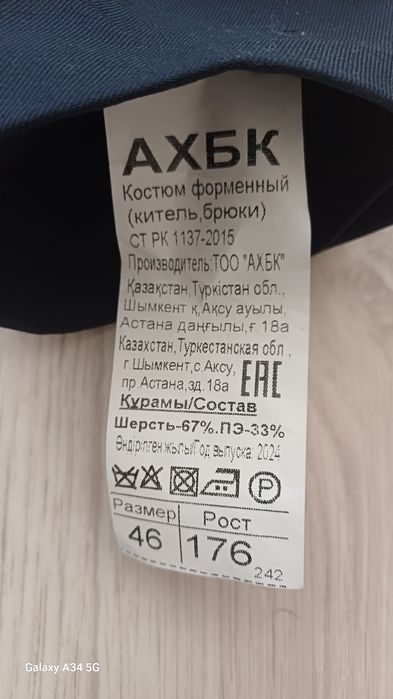 АХБК
Костюм форменный
(китель,брюки)
СТ РК 1137-2015
Производитель:ТОО "АХБК"
Қазақстан,Түркістан обл.,
Шымкент қ,Ақсу ауылы,
Астана даңғылы,ғ.18а
Казахстан,Туркестанская обл.,
г.Шымкент,с.Аксу,
пр.Астана,зд.18а
ЕАС
Құрамы/Состав
Шерсть-67%.ПЭ-33%
Өндірілген жылы/Год выпуска: 2024
P
Размер Рост
46 176
242
Galaxy A34 5G